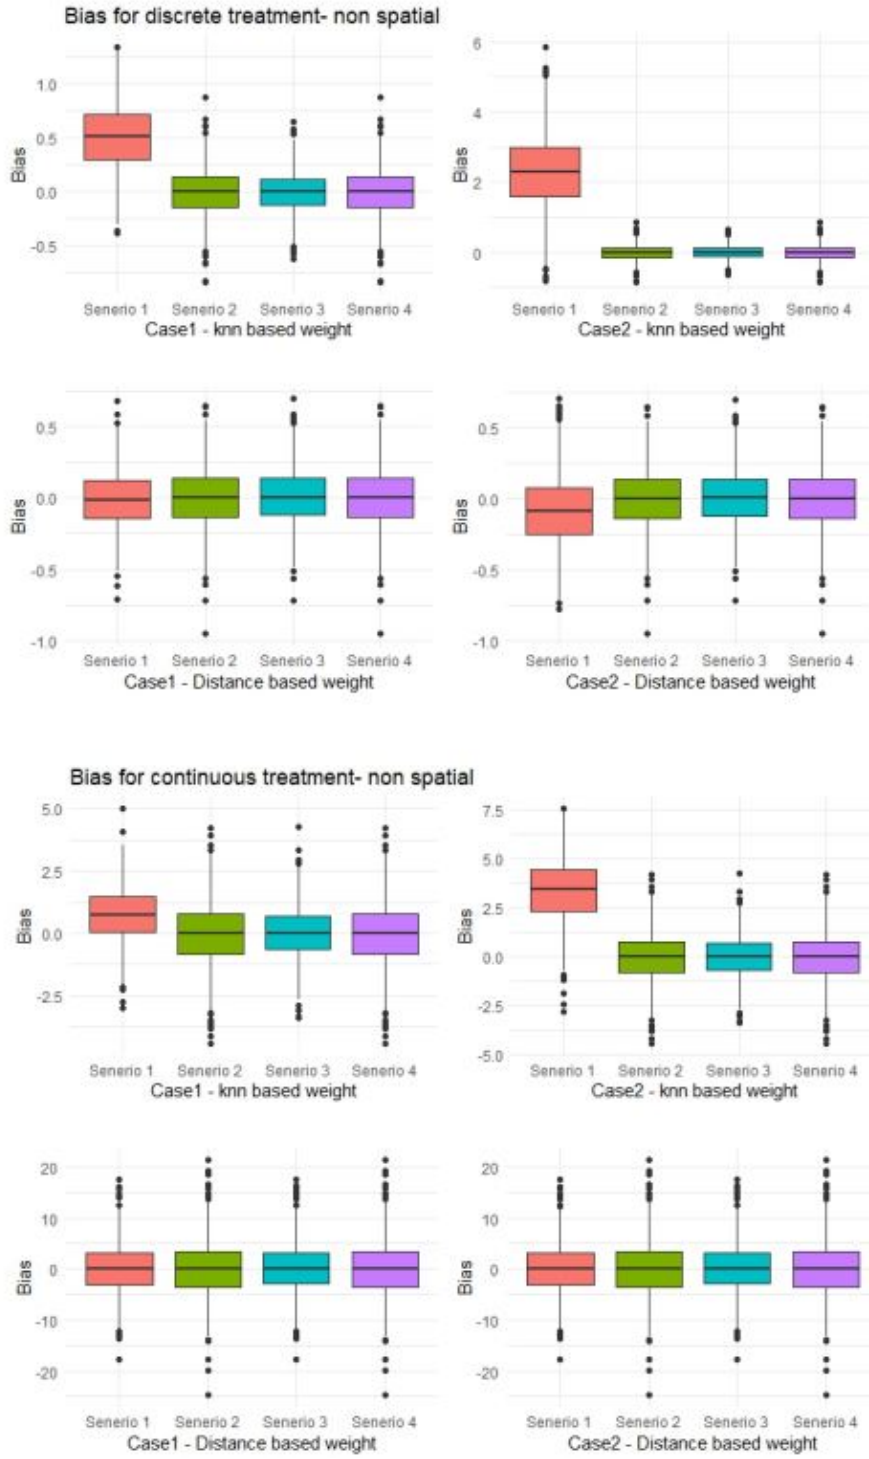 Bias for discrete treatment- non spatial
1.0
0.5
0.0
-0.5
Bias
Senerio 1 Senerio 2 Senerio 3 Senerio 4
Case1 - knn based weight
6
4
2
0
Bias
Senerio 1 Senerio 2 Senerio 3 Senerio 4
Case2 - knn based weight
0.5
0.0
-0.5
-1.0
Bias
Senerio 1 Senerio 2 Senerio 3 Senerio 4
Case1 - Distance based weight
0.5
0.0
-0.5
-1.0
Bias
Senerio 1 Senerio 2 Senerio 3 Senerio 4
Case2 - Distance based weight
Bias for continuous treatment- non spatial
5.0
2.5
0.0
-2.5
Bias
Senerio 1 Senerio 2 Senerio 3 Senerio 4
Case1 - knn based weight
7.5
5.0
2.5
0.0
-2.5
-5.0
Bias
Senerio 1 Senerio 2 Senerio 3 Senerio 4
Case2 - knn based weight
20
10
0
-10
-20
Bias
Senerio 1 Senerio 2 Senerio 3 Senerio 4
Case1 - Distance based weight
20
10
0
-10
-20
Bias
Senerio 1 Senerio 2 Senerio 3 Senerio 4
Case2 - Distance based weight